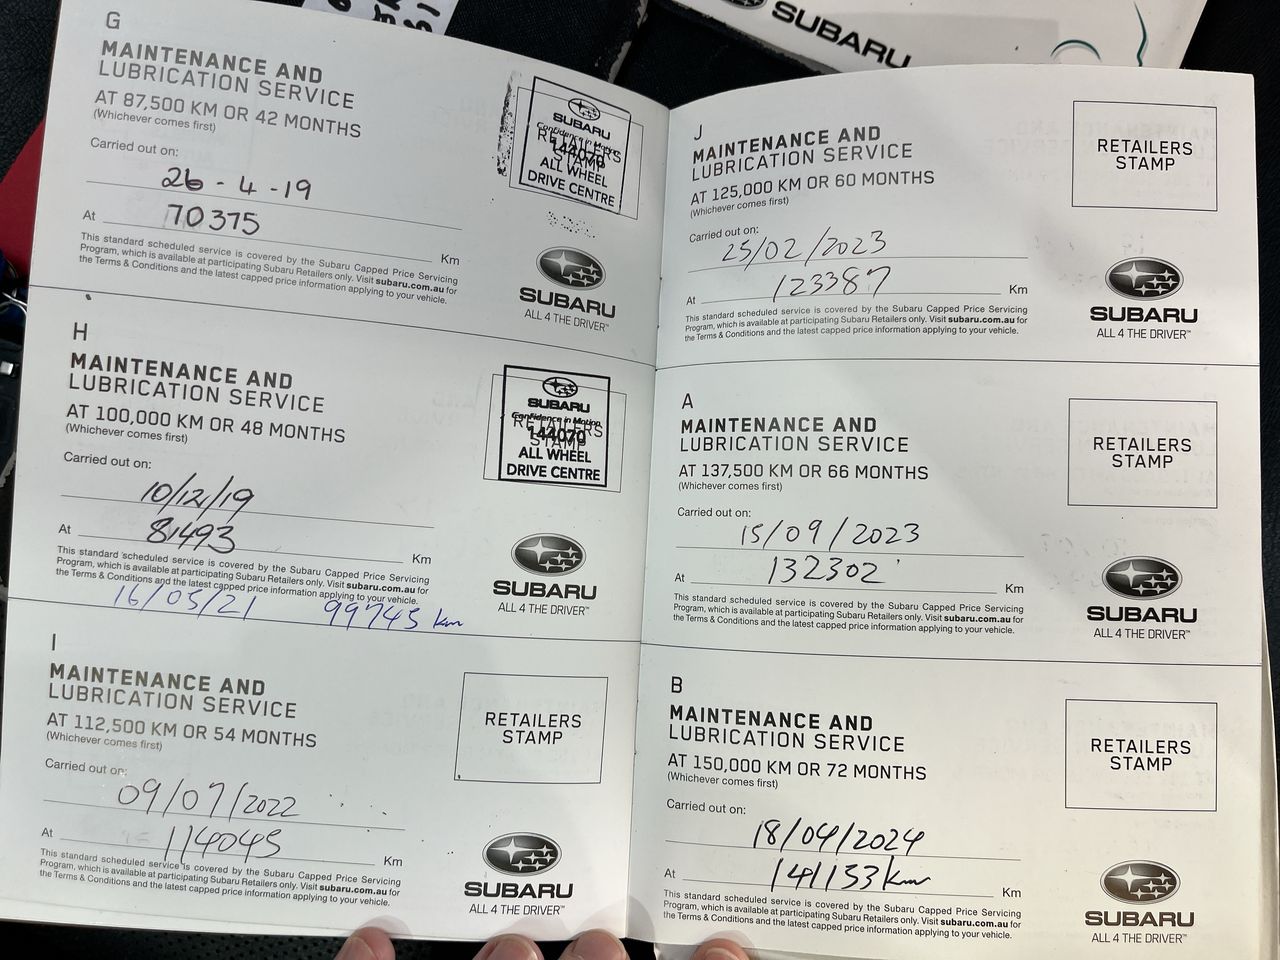 SUBARU
G
MAINTENANCE AND
LUBRICATION SERVICE
AT 87,500 KM OR 42 MONTHS
(Whichever comes first)
Carried out on:
26 - 4 - 19
At 70375 Km
This standard scheduled service is covered by the Subaru Capped Price Servicing
Program, which is available at participating Subaru Retailers only. Visit subaru.com.au for
the Terms & Conditions and the latest capped price information applying to your vehicle.
SUBARU
Confidence in Motion
RETAILERS
STAMP
144070
ALL WHEEL
DRIVE CENTRE
SUBARU
ALL 4 THE DRIVER™
H
MAINTENANCE AND
LUBRICATION SERVICE
AT 100,000 KM OR 48 MONTHS
(Whichever comes first)
Carried out on:
10/12/19
At 81493 Km
This standard scheduled service is covered by the Subaru Capped Price Servicing
Program, which is available at participating Subaru Retailers only. Visit subaru.com.au for
the Terms & Conditions and the latest capped price information applying to your vehicle.
16/05/21 99745 km
SUBARU
Confidence in Motion
RETAILERS
STAMP
144070
ALL WHEEL
DRIVE CENTRE
SUBARU
ALL 4 THE DRIVER™
I
MAINTENANCE AND
LUBRICATION SERVICE
AT 112,500 KM OR 54 MONTHS
(Whichever comes first)
Carried out on:
09/07/2022
At 114045 Km
This standard scheduled service is covered by the Subaru Capped Price Servicing
Program, which is available at participating Subaru Retailers only. Visit subaru.com.au for
the Terms & Conditions and the latest capped price information applying to your vehicle.
RETAILERS
STAMP
SUBARU
ALL 4 THE DRIVER™
J
MAINTENANCE AND
LUBRICATION SERVICE
AT 125,000 KM OR 60 MONTHS
(Whichever comes first)
Carried out on:
25/02/2023
At 123387 Km
This standard scheduled service is covered by the Subaru Capped Price Servicing
Program, which is available at participating Subaru Retailers only. Visit subaru.com.au for
the Terms & Conditions and the latest capped price information applying to your vehicle.
RETAILERS
STAMP
SUBARU
ALL 4 THE DRIVER™
A
MAINTENANCE AND
LUBRICATION SERVICE
AT 137,500 KM OR 66 MONTHS
(Whichever comes first)
Carried out on:
15/09/2023
At 132302 Km
This standard scheduled service is covered by the Subaru Capped Price Servicing
Program, which is available at participating Subaru Retailers only. Visit subaru.com.au for
the Terms & Conditions and the latest capped price information applying to your vehicle.
RETAILERS
STAMP
SUBARU
ALL 4 THE DRIVER™
B
MAINTENANCE AND
LUBRICATION SERVICE
AT 150,000 KM OR 72 MONTHS
(Whichever comes first)
Carried out on:
18/04/2024
At 141153 km Km
This standard scheduled service is covered by the Subaru Capped Price Servicing
Program, which is available at participating Subaru Retailers only. Visit subaru.com.au for
the Terms & Conditions and the latest capped price information applying to your vehicle.
RETAILERS
STAMP
SUBARU
ALL 4 THE DRIVER™